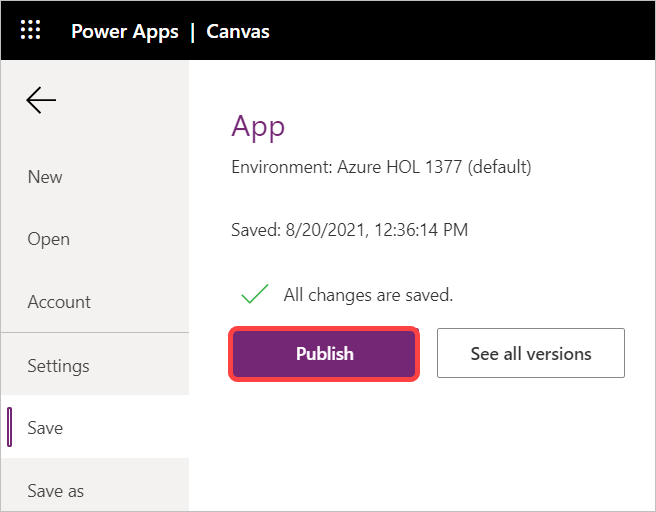 Power Apps | Canvas
App
Environment: Azure HOL 1377 (default)
New
Saved: 8/20/2021, 12:36:14 PM
Open
All changes are saved.
Account
Publish
See all versions
Settings
Save
Save as